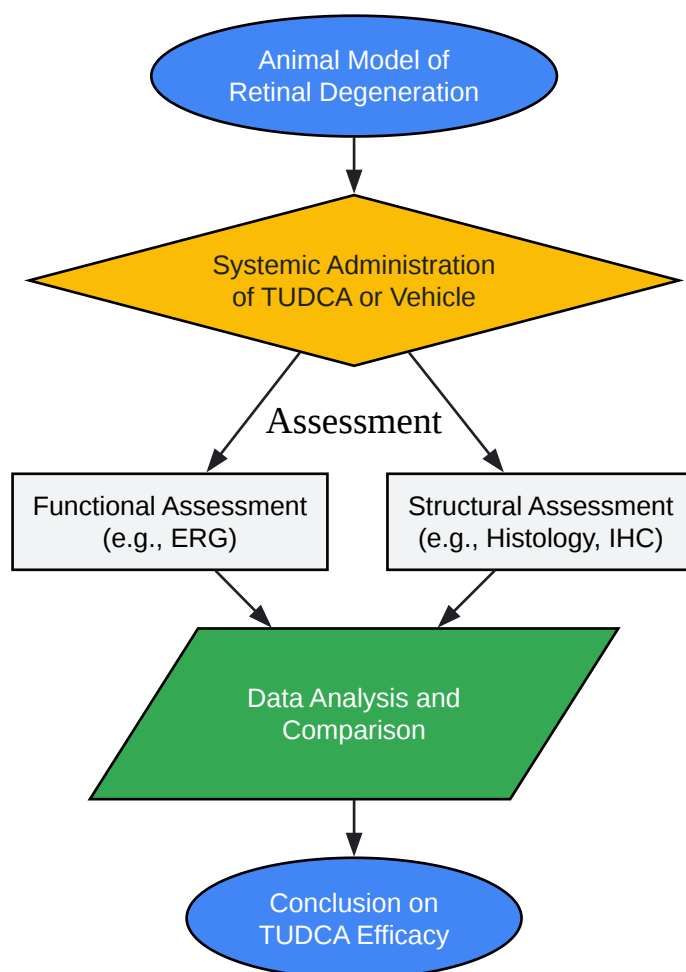 Animal Model of
Retinal Degeneration
Systemic Administration
of TUDCA or Vehicle
Assessment
Functional Assessment
(e.g., ERG)
Structural Assessment
(e.g., Histology, IHC)
Data Analysis and
Comparison
Conclusion on
TUDCA Efficacy